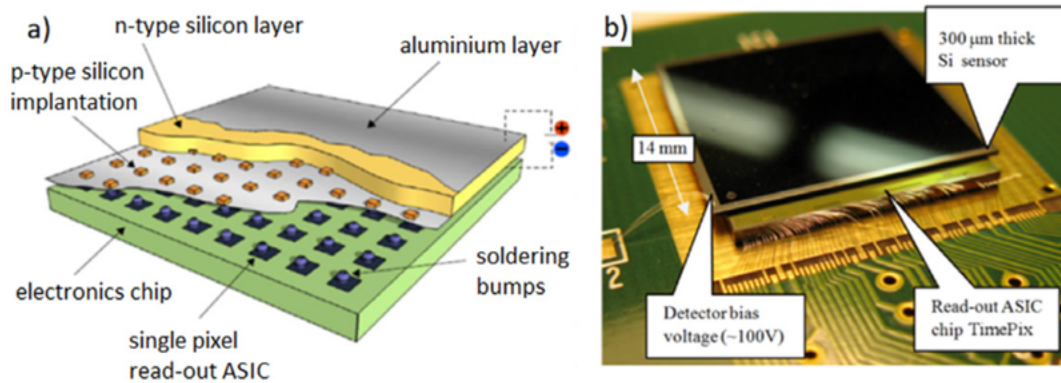 a)
n-type silicon layer
aluminium layer
p-type silicon
implantation
+
−
electronics chip
single pixel
read-out ASIC
soldering
bumps
b)
300 μm thick
Si sensor
14 mm
2
Detector bias
voltage (~100V)
Read-out ASIC
chip TimePix